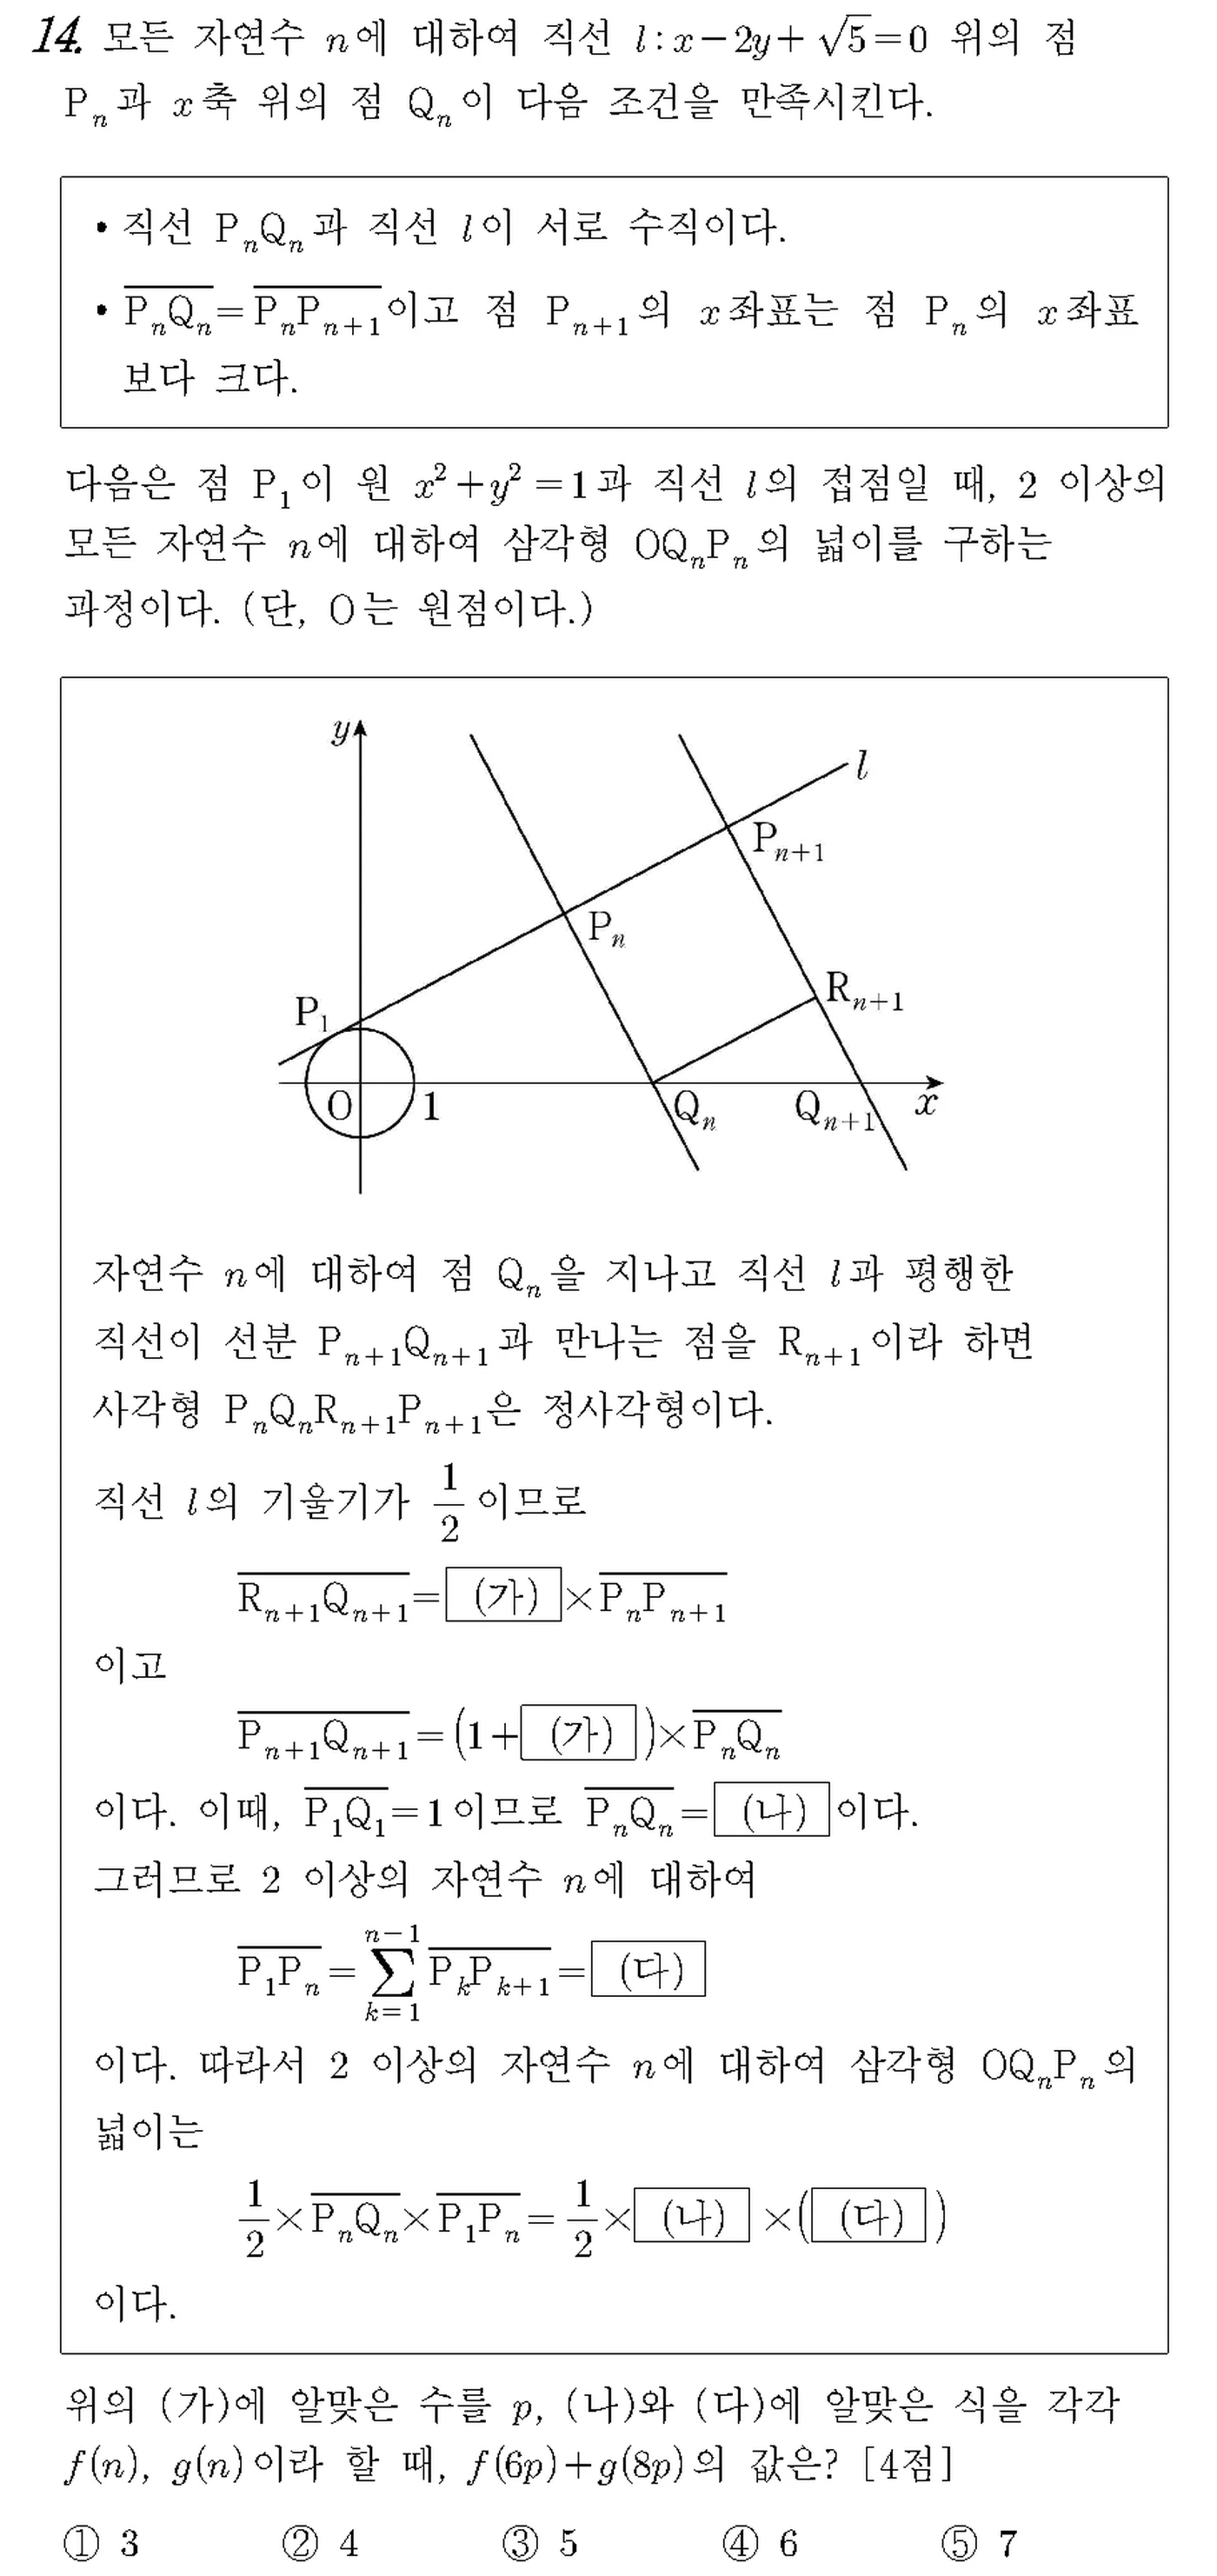 14. 모든 자연수 n에 대하여 직선 l : x-2y+√5=0 위의 점
Pₙ과 x축 위의 점 Qₙ이 다음 조건을 만족시킨다.
• 직선 PₙQₙ과 직선 l이 서로 수직이다.
• P̅ₙ̅Q̅ₙ̅=P̅ₙ̅P̅ₙ₊₁이고 점 Pₙ₊₁의 x좌표는 점 Pₙ의 x좌표
보다 크다.
다음은 점 P₁이 원 x²+y²=1과 직선 l의 접점일 때, 2 이상의
모든 자연수 n에 대하여 삼각형 OQₙPₙ의 넓이를 구하는
과정이다. (단, O는 원점이다.)
y
l
Pₙ₊₁
Pₙ
Rₙ₊₁
P₁
O 1 Qₙ Qₙ₊₁ x
자연수 n에 대하여 점 Qₙ을 지나고 직선 l과 평행한
직선이 선분 Pₙ₊₁Qₙ₊₁과 만나는 점을 Rₙ₊₁이라 하면
사각형 PₙQₙRₙ₊₁Pₙ₊₁은 정사각형이다.
직선 l의 기울기가 1/2 이므로
R̅ₙ₊₁Q̅ₙ₊₁= (가) ×P̅ₙP̅ₙ₊₁
이고
P̅ₙ₊₁Q̅ₙ₊₁=(1+ (가) )×P̅ₙQ̅ₙ
이다. 이때, P̅₁Q̅₁=1이므로 P̅ₙQ̅ₙ= (나) 이다.
그러므로 2 이상의 자연수 n에 대하여
P̅₁P̅ₙ=∑(k=1)^(n-1) P̅ₖP̅ₖ₊₁= (다)
이다. 따라서 2 이상의 자연수 n에 대하여 삼각형 OQₙPₙ의
넓이는
1/2×P̅ₙQ̅ₙ×P̅₁P̅ₙ=1/2× (나) ×( (다) )
이다.
위의 (가)에 알맞은 수를 p, (나)와 (다)에 알맞은 식을 각각
f(n), g(n)이라 할 때, f(6p)+g(8p)의 값은? [4점]
① 3 ② 4 ③ 5 ④ 6 ⑤ 7